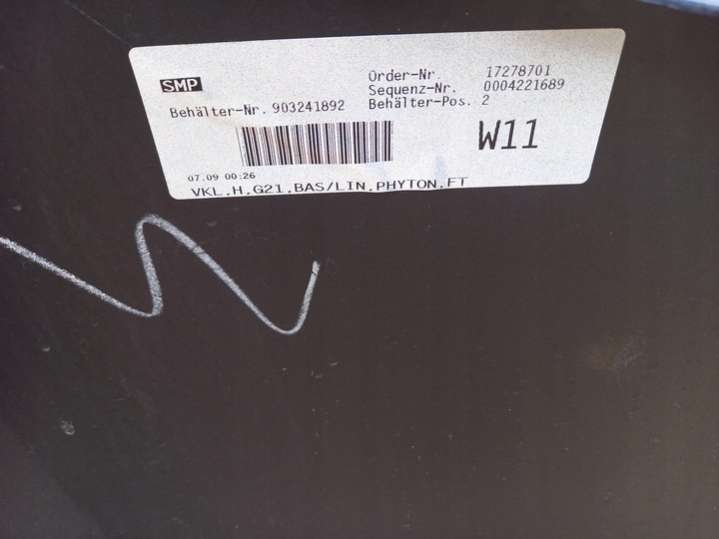 SMP
Order-Nr. 17278701
Sequenz-Nr. 0004221689
Behälter-Nr. 903241892 Behälter-Pos. 2
W11
07.09 00:26
VKL.H.G21.BAS/LIN.PHYTON.FT